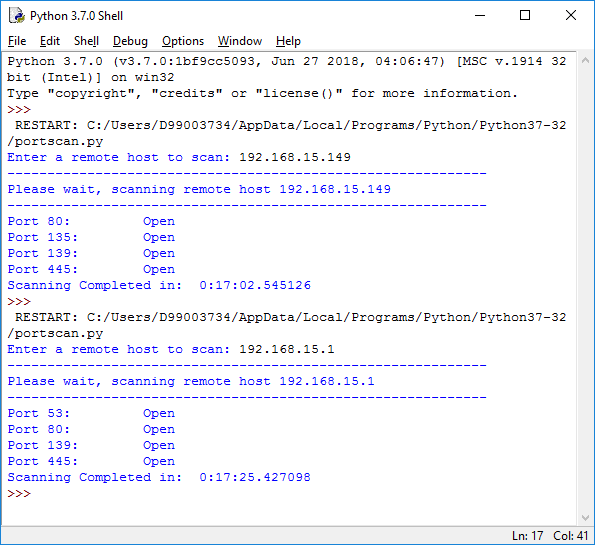 Python 3.7.0 Shell
File Edit Shell Debug Options Window Help
Python 3.7.0 (v3.7.0:1bf9cc5093, Jun 27 2018, 04:06:47) [MSC v.1914 32
bit (Intel)] on win32
Type "copyright", "credits" or "license()" for more information.
>>>
 RESTART: C:/Users/D99003734/AppData/Local/Programs/Python/Python37-32
/portscan.py
Enter a remote host to scan: 192.168.15.149
------------------------------------------------------------
Please wait, scanning remote host 192.168.15.149
------------------------------------------------------------
Port 80:         Open
Port 135:        Open
Port 139:        Open
Port 445:        Open
Scanning Completed in:  0:17:02.545126
>>>
 RESTART: C:/Users/D99003734/AppData/Local/Programs/Python/Python37-32
/portscan.py
Enter a remote host to scan: 192.168.15.1
------------------------------------------------------------
Please wait, scanning remote host 192.168.15.1
------------------------------------------------------------
Port 53:         Open
Port 80:         Open
Port 139:        Open
Port 445:        Open
Scanning Completed in:  0:17:25.427098
>>>
Ln: 17 Col: 41